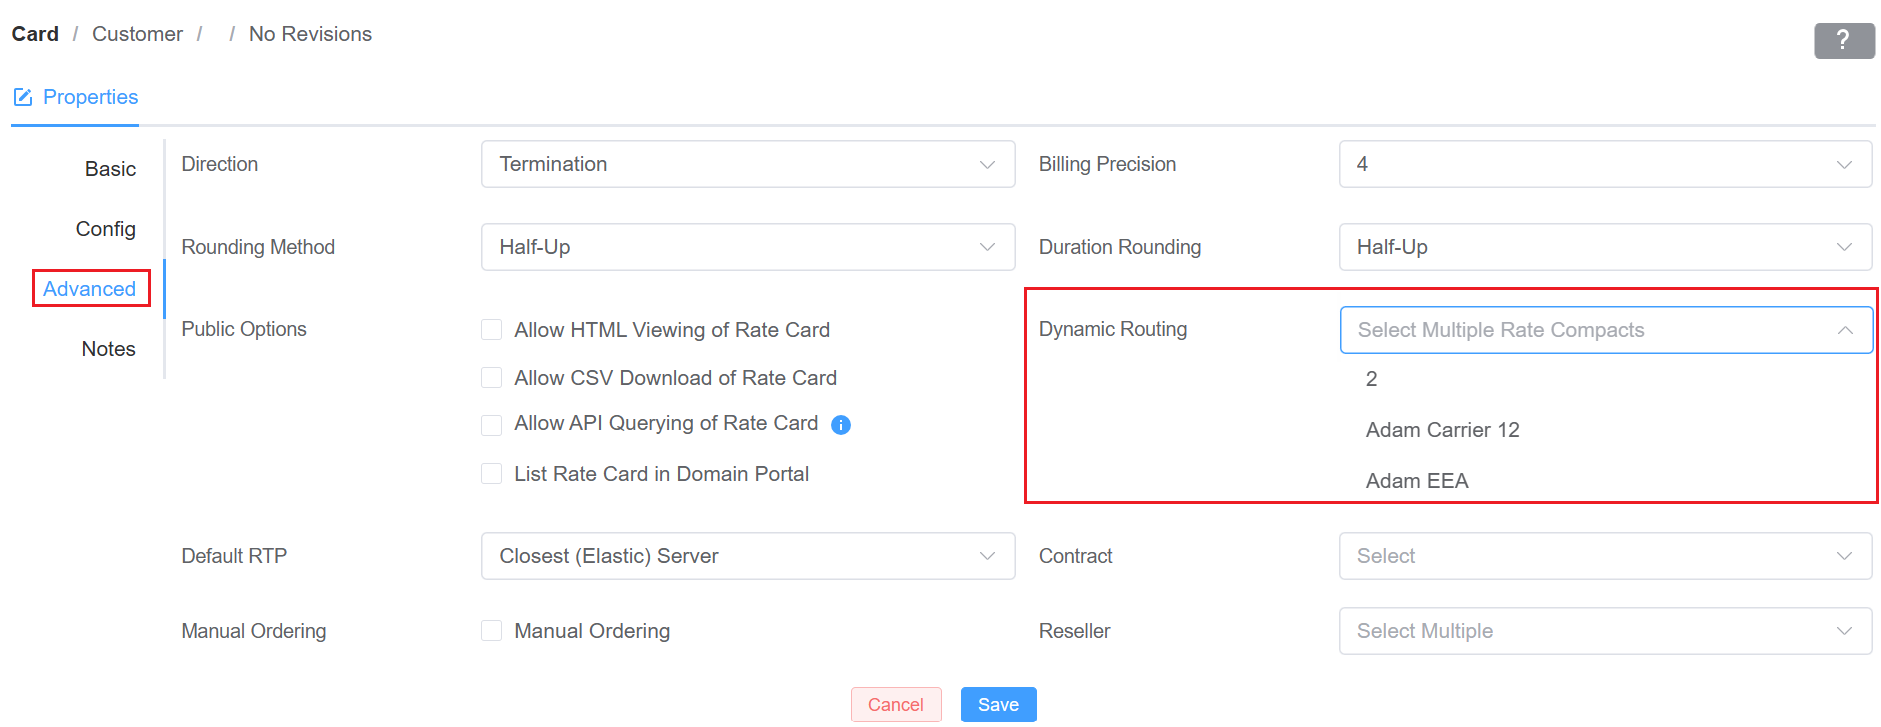 Card / Customer / / No Revisions
?
Properties
Basic
Config
Advanced
Notes
Direction
Termination
Billing Precision
4
Rounding Method
Half-Up
Duration Rounding
Half-Up
Public Options
Allow HTML Viewing of Rate Card
Allow CSV Download of Rate Card
Allow API Querying of Rate Card i
List Rate Card in Domain Portal
Dynamic Routing
Select Multiple Rate Compacts
2
Adam Carrier 12
Adam EEA
Default RTP
Closest (Elastic) Server
Contract
Select
Manual Ordering
Manual Ordering
Reseller
Select Multiple
Cancel
Save